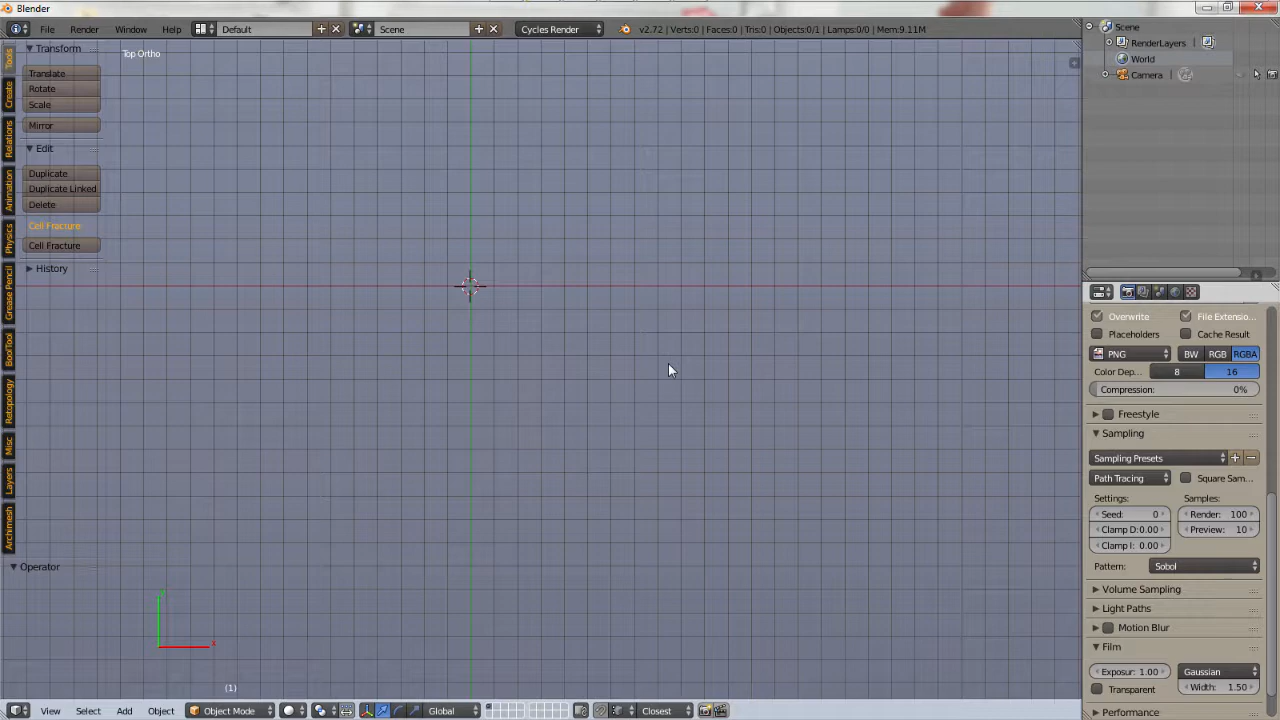 Blender
File Render Window Help Default Scene Cycles Render v2.72 | Verts:0 | Faces:0 | Tris:0 | Objects:0/1 | Lamps:0/0 | Mem:9.11M
Transform
Translate
Rotate
Scale
Mirror
Edit
Duplicate
Duplicate Linked
Delete
Cell Fracture
Cell Fracture
History
Operator
Tools
Create
Relations
Animation
Physics
Grease Pencil
BoolTool
Retopology
Misc
Layers
Archimesh
Top Ortho
x
(1)
View Select Add Object Object Mode Global Closest
Scene
RenderLayers
World
Camera
Overwrite File Extensio...
Placeholders Cache Result
PNG BW RGB RGBA
Color Dep... 8 16
Compression: 0%
Freestyle
Sampling
Sampling Presets
Path Tracing Square Sam...
Settings: Samples:
Seed: 0 Render: 100
Clamp D:0.00 Preview: 10
Clamp I: 0.00
Pattern: Sobol
Volume Sampling
Light Paths
Motion Blur
Film
Exposur: 1.00 Gaussian
Transparent Width: 1.50
Performance